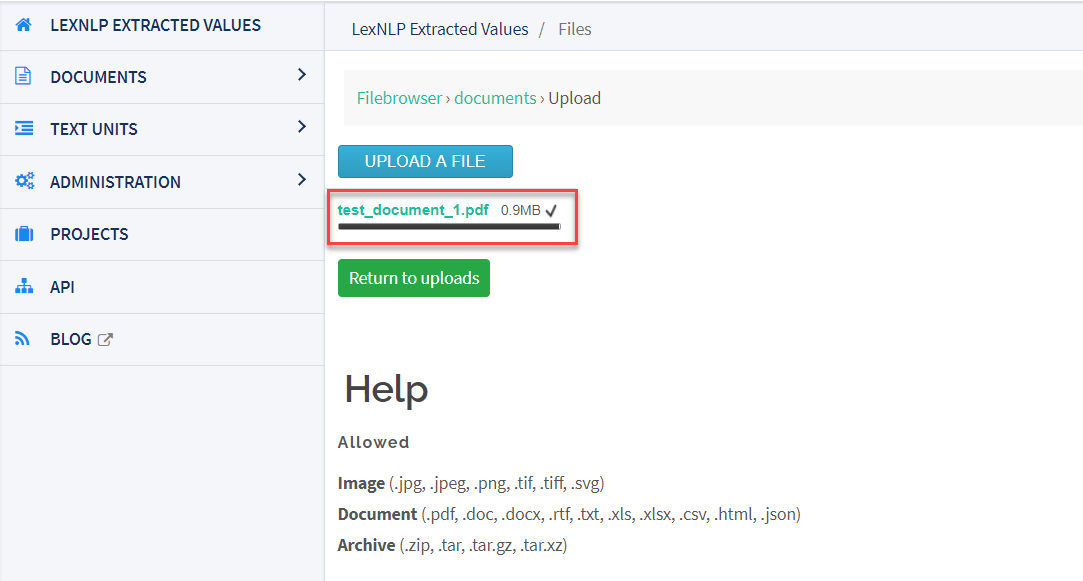 LEXNLP EXTRACTED VALUES
DOCUMENTS
TEXT UNITS
ADMINISTRATION
PROJECTS
API
BLOG
LexNLP Extracted Values / Files
Filebrowser › documents › Upload
UPLOAD A FILE
test_document_1.pdf 0.9MB ✔
Return to uploads
Help
Allowed
Image (.jpg, .jpeg, .png, .tif, .tiff, .svg)
Document (.pdf, .doc, .docx, .rtf, .txt, .xls, .xlsx, .csv, .html, .json)
Archive (.zip, .tar, .tar.gz, .tar.xz)